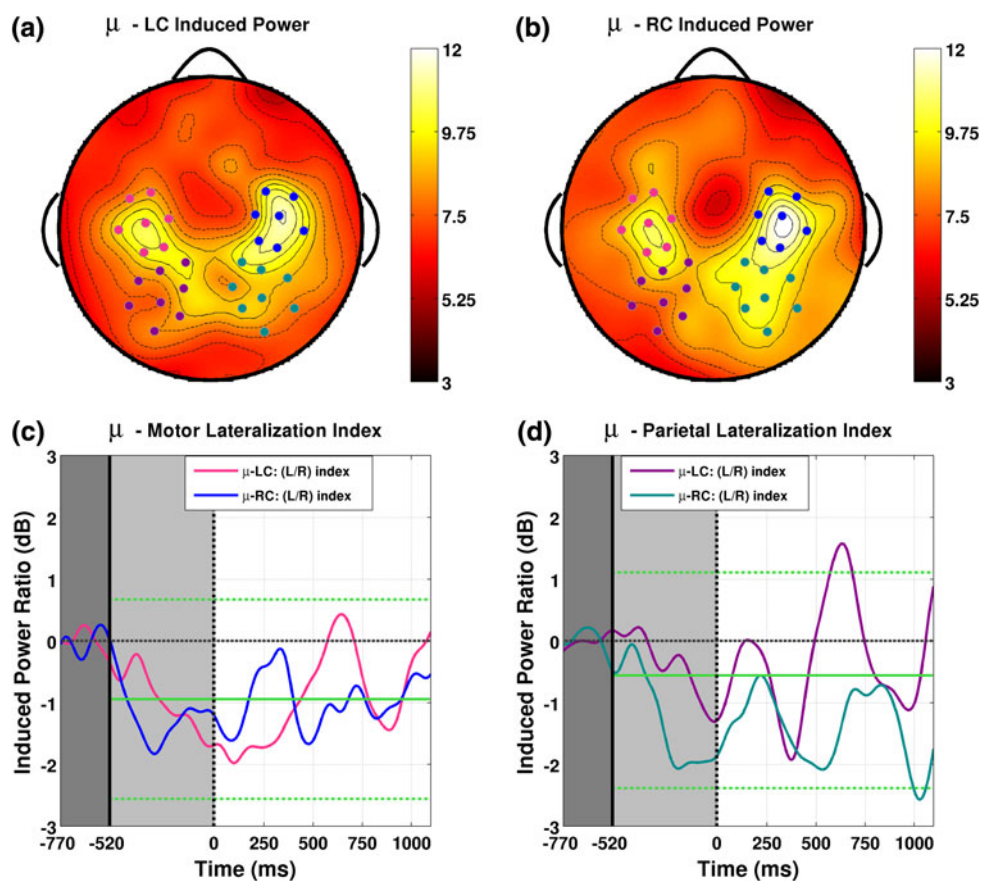 (a) μ - LC Induced Power
12
9.75
7.5
5.25
3
(b) μ - RC Induced Power
12
9.75
7.5
5.25
3
(c) μ - Motor Lateralization Index
μ-LC: (L/R) index
μ-RC: (L/R) index
Induced Power Ratio (dB)
3
2
1
0
-1
-2
-3
-770 -520 0 250 500 750 1000
Time (ms)
(d) μ - Parietal Lateralization Index
μ-LC: (L/R) index
μ-RC: (L/R) index
Induced Power Ratio (dB)
3
2
1
0
-1
-2
-3
-770 -520 0 250 500 750 1000
Time (ms)